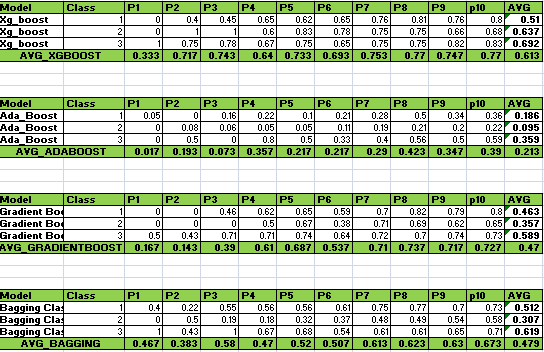 Model Class P1 P2 P3 P4 P5 P6 P7 P8 P9 p10 AVG
Xg_boost 1 0 0.4 0.45 0.65 0.62 0.65 0.76 0.81 0.76 0.8 0.51
Xg_boost 2 0 1 1 0.6 0.83 0.78 0.75 0.75 0.66 0.68 0.637
Xg_boost 3 1 0.75 0.78 0.67 0.75 0.65 0.75 0.75 0.82 0.83 0.692
AVG_XGBOOST 0.333 0.717 0.743 0.64 0.733 0.693 0.753 0.77 0.747 0.77 0.613
Model Class P1 P2 P3 P4 P5 P6 P7 P8 P9 p10 AVG
Ada_Boost 1 0.05 0 0.16 0.22 0.1 0.21 0.28 0.5 0.34 0.36 0.186
Ada_Boost 2 0 0.08 0.06 0.05 0.05 0.11 0.19 0.21 0.2 0.22 0.095
Ada_Boost 3 0 0.5 0 0.8 0.5 0.33 0.4 0.56 0.5 0.59 0.359
AVG_ADABOOST 0.017 0.193 0.073 0.357 0.217 0.217 0.29 0.423 0.347 0.39 0.213
Model Class P1 P2 P3 P4 P5 P6 P7 P8 P9 p10 AVG
Gradient Boo 1 0 0 0.46 0.62 0.65 0.59 0.7 0.82 0.79 0.8 0.463
Gradient Boo 2 0 0 0 0.5 0.67 0.38 0.71 0.69 0.62 0.65 0.357
Gradient Boo 3 0.5 0.43 0.71 0.71 0.74 0.64 0.72 0.7 0.74 0.73 0.589
AVG_GRADIENTBOOST 0.167 0.143 0.39 0.61 0.687 0.537 0.71 0.737 0.717 0.727 0.47
Model Class P1 P2 P3 P4 P5 P6 P7 P8 P9 p10 AVG
Bagging Clas 1 0.4 0.22 0.55 0.56 0.56 0.61 0.75 0.77 0.7 0.73 0.512
Bagging Clas 2 0 0.5 0.19 0.18 0.32 0.37 0.48 0.49 0.54 0.58 0.307
Bagging Clas 3 1 0.43 1 0.67 0.68 0.54 0.61 0.61 0.65 0.71 0.619
AVG_BAGGING 0.467 0.383 0.58 0.47 0.52 0.507 0.613 0.623 0.63 0.673 0.479